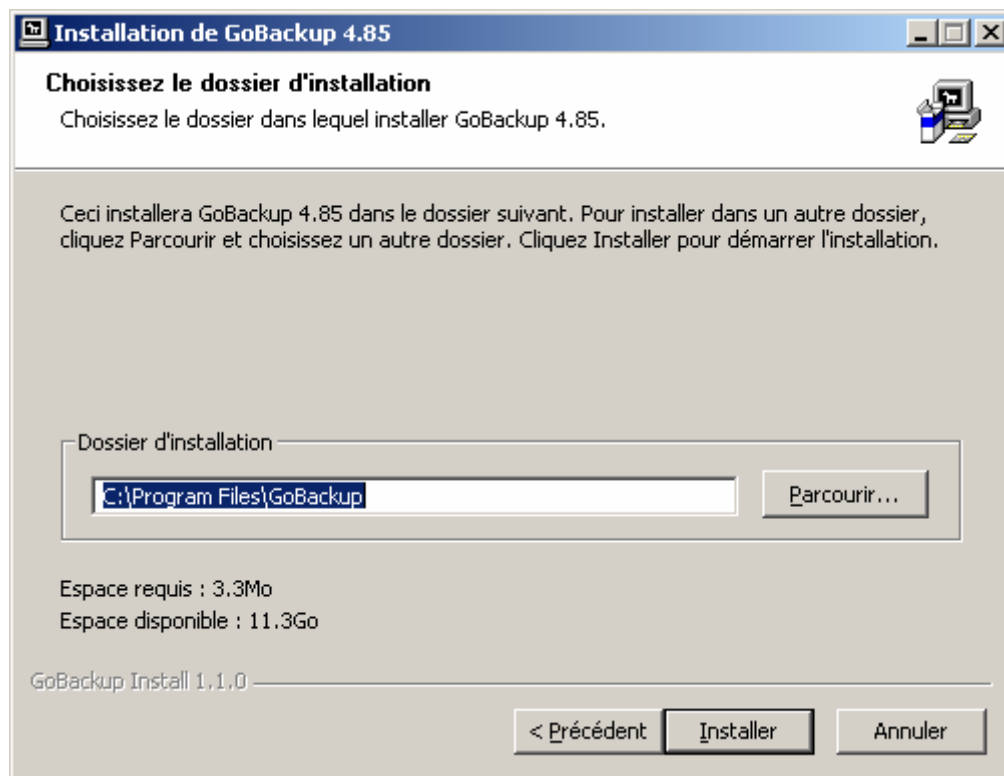 Installation de GoBackup 4.85
Choisissez le dossier d'installation
Choisissez le dossier dans lequel installer GoBackup 4.85.
Ceci installera GoBackup 4.85 dans le dossier suivant. Pour installer dans un autre dossier,
cliquez Parcourir et choisissez un autre dossier. Cliquez Installer pour démarrer l'installation.
Dossier d'installation
C:\Program Files\GoBackup
Parcourir...
Espace requis : 3.3Mo
Espace disponible : 11.3Go
GoBackup Install 1.1.0
< Précédent
Installer
Annuler